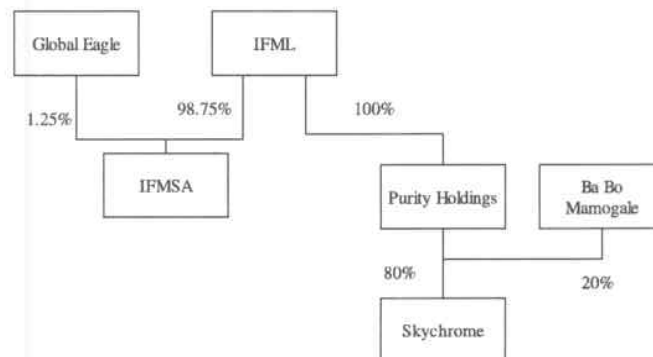 Global Eagle
IFML
1.25%
98.75%
100%
IFMSA
Purity Holdings
Ba Bo
Mamogale
80%
20%
Skychrome